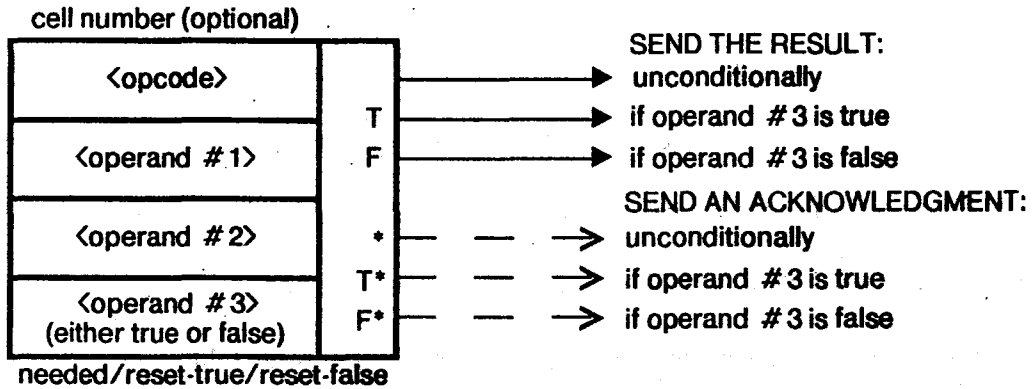 cell number (optional)
<opcode>
<operand #1>
<operand #2>
<operand #3>
(either true or false)
T
F
*
T*
F*
needed/reset-true/reset-false
SEND THE RESULT:
unconditionally
if operand #3 is true
if operand #3 is false
SEND AN ACKNOWLEDGMENT:
unconditionally
if operand #3 is true
if operand #3 is false